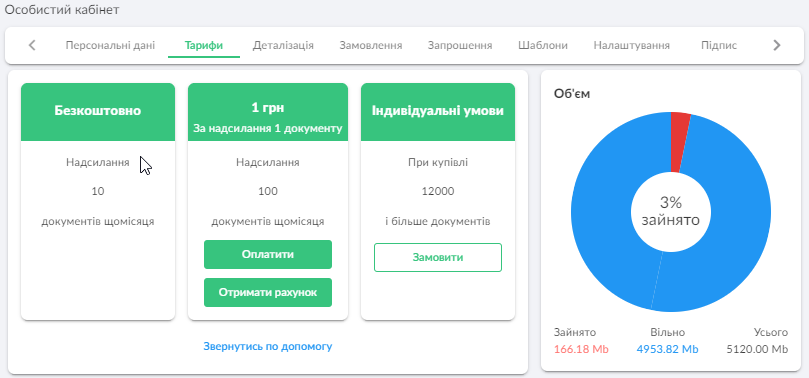 Особистий кабінет
Персональні дані Тарифи Деталізація Замовлення Запрошення Шаблони Налаштування Підпис
Безкоштовно
Надсилання
10
документів щомісяця
1 грн
За надсилання 1 документу
Надсилання
100
документів щомісяця
Оплатити
Отримати рахунок
Індивідуальні умови
При купівлі
12000
і більше документів
Замовити
Звернутись по допомогу
Об'єм
3%
зайнято
Зайнято Вільно Усього
166.18 Mb 4953.82 Mb 5120.00 Mb